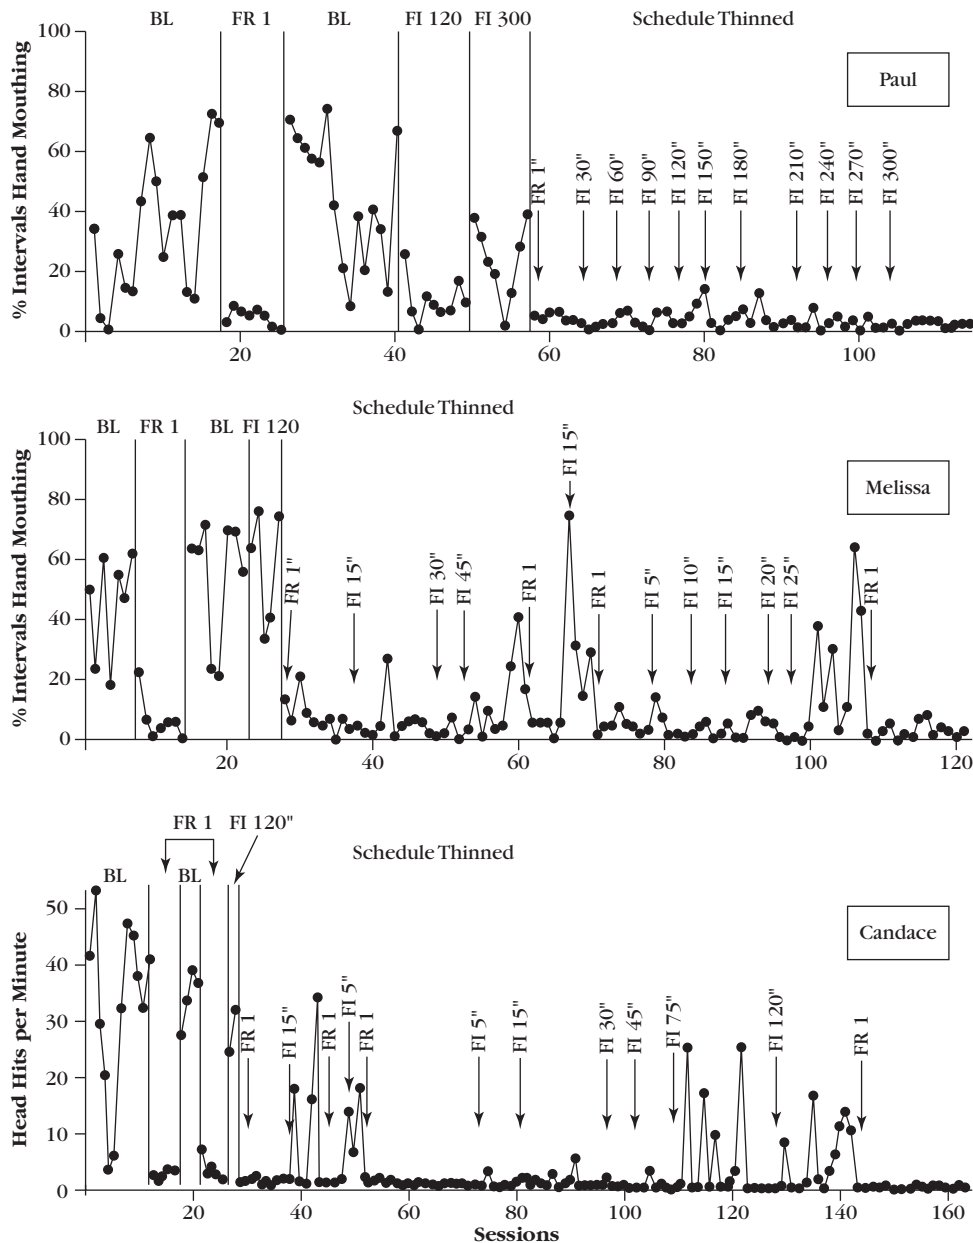 BL FR 1 BL FI 120 FI 300 Schedule Thinned
% Intervals Hand Mouthing
100
80
60
40
20
0
Paul
FR 1" FI 30" FI 60" FI 90" FI 120" FI 150" FI 180" FI 210" FI 240" FI 270" FI 300"
20 40 60 80 100
Schedule Thinned
BL FR 1 BL FI 120
% Intervals Hand Mouthing
100
80
60
40
20
0
Melissa
FR 1" FI 15" FI 30" FI 45" FR 1 FI 15" FR 1 FI 5" FI 10" FI 15" FI 20" FI 25" FR 1
20 40 60 80 100 120
FR 1 FI 120"
Schedule Thinned
BL BL
Head Hits per Minute
50
40
30
20
10
0
Candace
FR 1 FI 15" FR 1 FI 5" FR 1 FI 5" FI 15" FI 30" FI 45" FI 75" FI 120" FR 1
20 40 60 80 100 120 140 160
Sessions